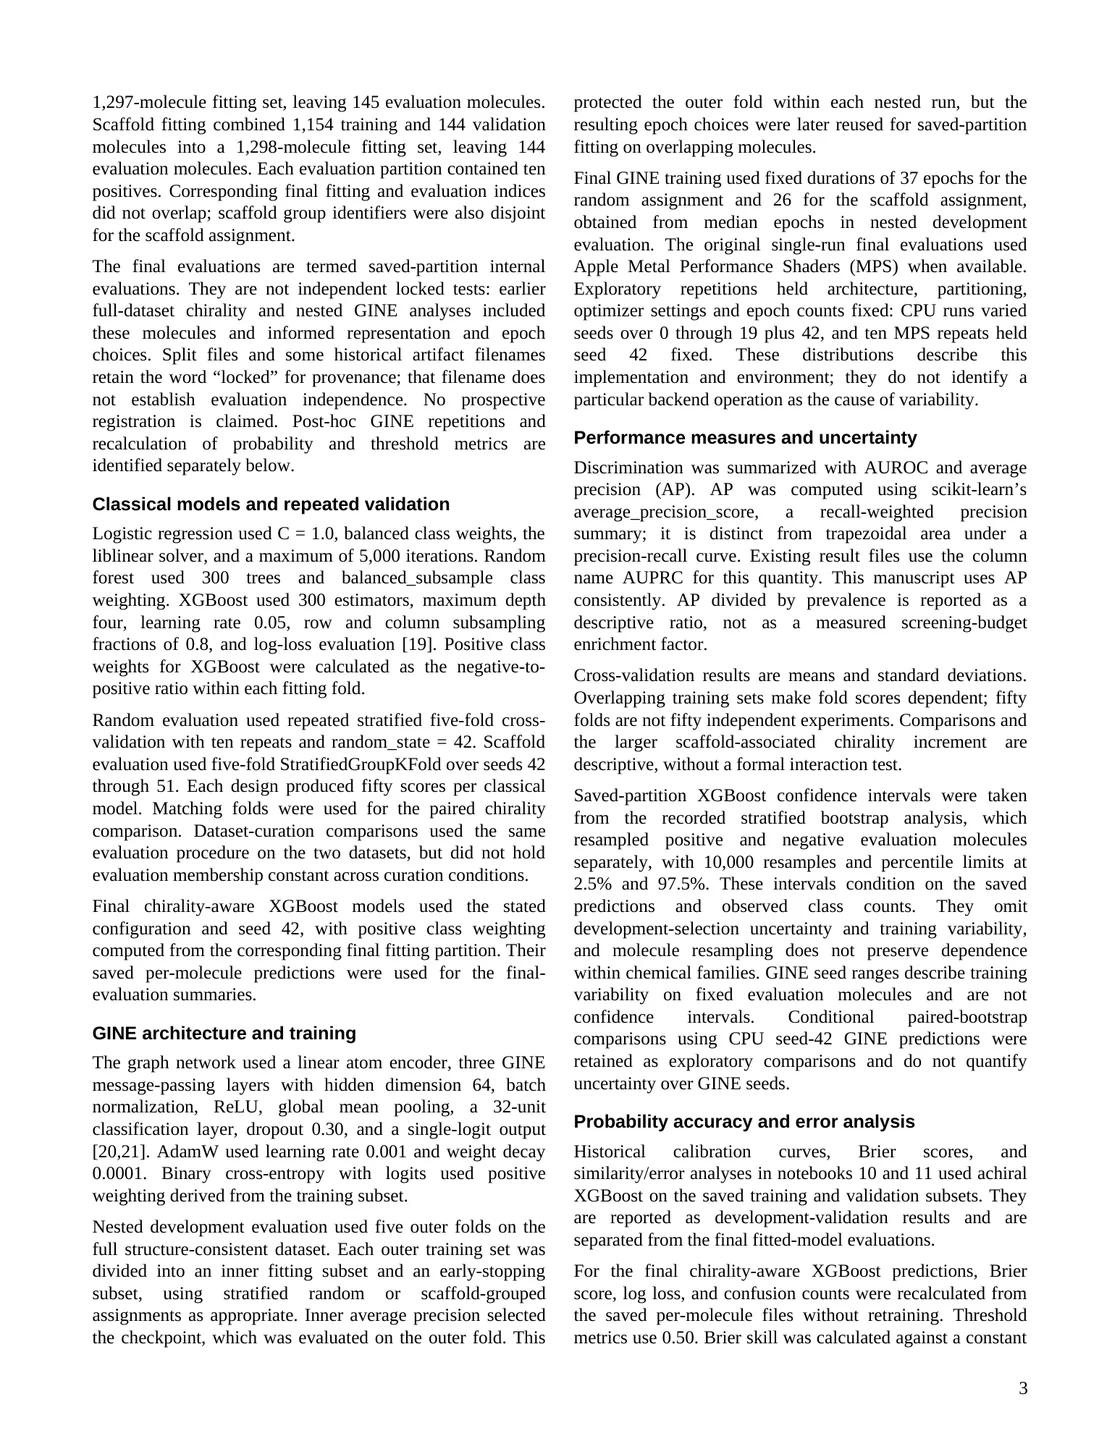 1,297-molecule fitting set, leaving 145 evaluation molecules.
Scaffold fitting combined 1,154 training and 144 validation
molecules into a 1,298-molecule fitting set, leaving 144
evaluation molecules. Each evaluation partition contained ten
positives. Corresponding final fitting and evaluation indices
did not overlap; scaffold group identifiers were also disjoint
for the scaffold assignment.
The final evaluations are termed saved-partition internal
evaluations. They are not independent locked tests: earlier
full-dataset chirality and nested GINE analyses included
these molecules and informed representation and epoch
choices. Split files and some historical artifact filenames
retain the word “locked” for provenance; that filename does
not establish evaluation independence. No prospective
registration is claimed. Post-hoc GINE repetitions and
recalculation of probability and threshold metrics are
identified separately below.
Classical models and repeated validation
Logistic regression used C = 1.0, balanced class weights, the
liblinear solver, and a maximum of 5,000 iterations. Random
forest used 300 trees and balanced_subsample class
weighting. XGBoost used 300 estimators, maximum depth
four, learning rate 0.05, row and column subsampling
fractions of 0.8, and log-loss evaluation [19]. Positive class
weights for XGBoost were calculated as the negative-to-
positive ratio within each fitting fold.
Random evaluation used repeated stratified five-fold cross-
validation with ten repeats and random_state = 42. Scaffold
evaluation used five-fold StratifiedGroupKFold over seeds 42
through 51. Each design produced fifty scores per classical
model. Matching folds were used for the paired chirality
comparison. Dataset-curation comparisons used the same
evaluation procedure on the two datasets, but did not hold
evaluation membership constant across curation conditions.
Final chirality-aware XGBoost models used the stated
configuration and seed 42, with positive class weighting
computed from the corresponding final fitting partition. Their
saved per-molecule predictions were used for the final-
evaluation summaries.
GINE architecture and training
The graph network used a linear atom encoder, three GINE
message-passing layers with hidden dimension 64, batch
normalization, ReLU, global mean pooling, a 32-unit
classification layer, dropout 0.30, and a single-logit output
[20,21]. AdamW used learning rate 0.001 and weight decay
0.0001. Binary cross-entropy with logits used positive
weighting derived from the training subset.
Nested development evaluation used five outer folds on the
full structure-consistent dataset. Each outer training set was
divided into an inner fitting subset and an early-stopping
subset, using stratified random or scaffold-grouped
assignments as appropriate. Inner average precision selected
the checkpoint, which was evaluated on the outer fold. This
protected the outer fold within each nested run, but the
resulting epoch choices were later reused for saved-partition
fitting on overlapping molecules.
Final GINE training used fixed durations of 37 epochs for the
random assignment and 26 for the scaffold assignment,
obtained from median epochs in nested development
evaluation. The original single-run final evaluations used
Apple Metal Performance Shaders (MPS) when available.
Exploratory repetitions held architecture, partitioning,
optimizer settings and epoch counts fixed: CPU runs varied
seeds over 0 through 19 plus 42, and ten MPS repeats held
seed 42 fixed. These distributions describe this
implementation and environment; they do not identify a
particular backend operation as the cause of variability.
Performance measures and uncertainty
Discrimination was summarized with AUROC and average
precision (AP). AP was computed using scikit-learn’s
average_precision_score, a recall-weighted precision
summary; it is distinct from trapezoidal area under a
precision-recall curve. Existing result files use the column
name AUPRC for this quantity. This manuscript uses AP
consistently. AP divided by prevalence is reported as a
descriptive ratio, not as a measured screening-budget
enrichment factor.
Cross-validation results are means and standard deviations.
Overlapping training sets make fold scores dependent; fifty
folds are not fifty independent experiments. Comparisons and
the larger scaffold-associated chirality increment are
descriptive, without a formal interaction test.
Saved-partition XGBoost confidence intervals were taken
from the recorded stratified bootstrap analysis, which
resampled positive and negative evaluation molecules
separately, with 10,000 resamples and percentile limits at
2.5% and 97.5%. These intervals condition on the saved
predictions and observed class counts. They omit
development-selection uncertainty and training variability,
and molecule resampling does not preserve dependence
within chemical families. GINE seed ranges describe training
variability on fixed evaluation molecules and are not
confidence intervals. Conditional paired-bootstrap
comparisons using CPU seed-42 GINE predictions were
retained as exploratory comparisons and do not quantify
uncertainty over GINE seeds.
Probability accuracy and error analysis
Historical calibration curves, Brier scores, and
similarity/error analyses in notebooks 10 and 11 used achiral
XGBoost on the saved training and validation subsets. They
are reported as development-validation results and are
separated from the final fitted-model evaluations.
For the final chirality-aware XGBoost predictions, Brier
score, log loss, and confusion counts were recalculated from
the saved per-molecule files without retraining. Threshold
metrics use 0.50. Brier skill was calculated against a constant
3